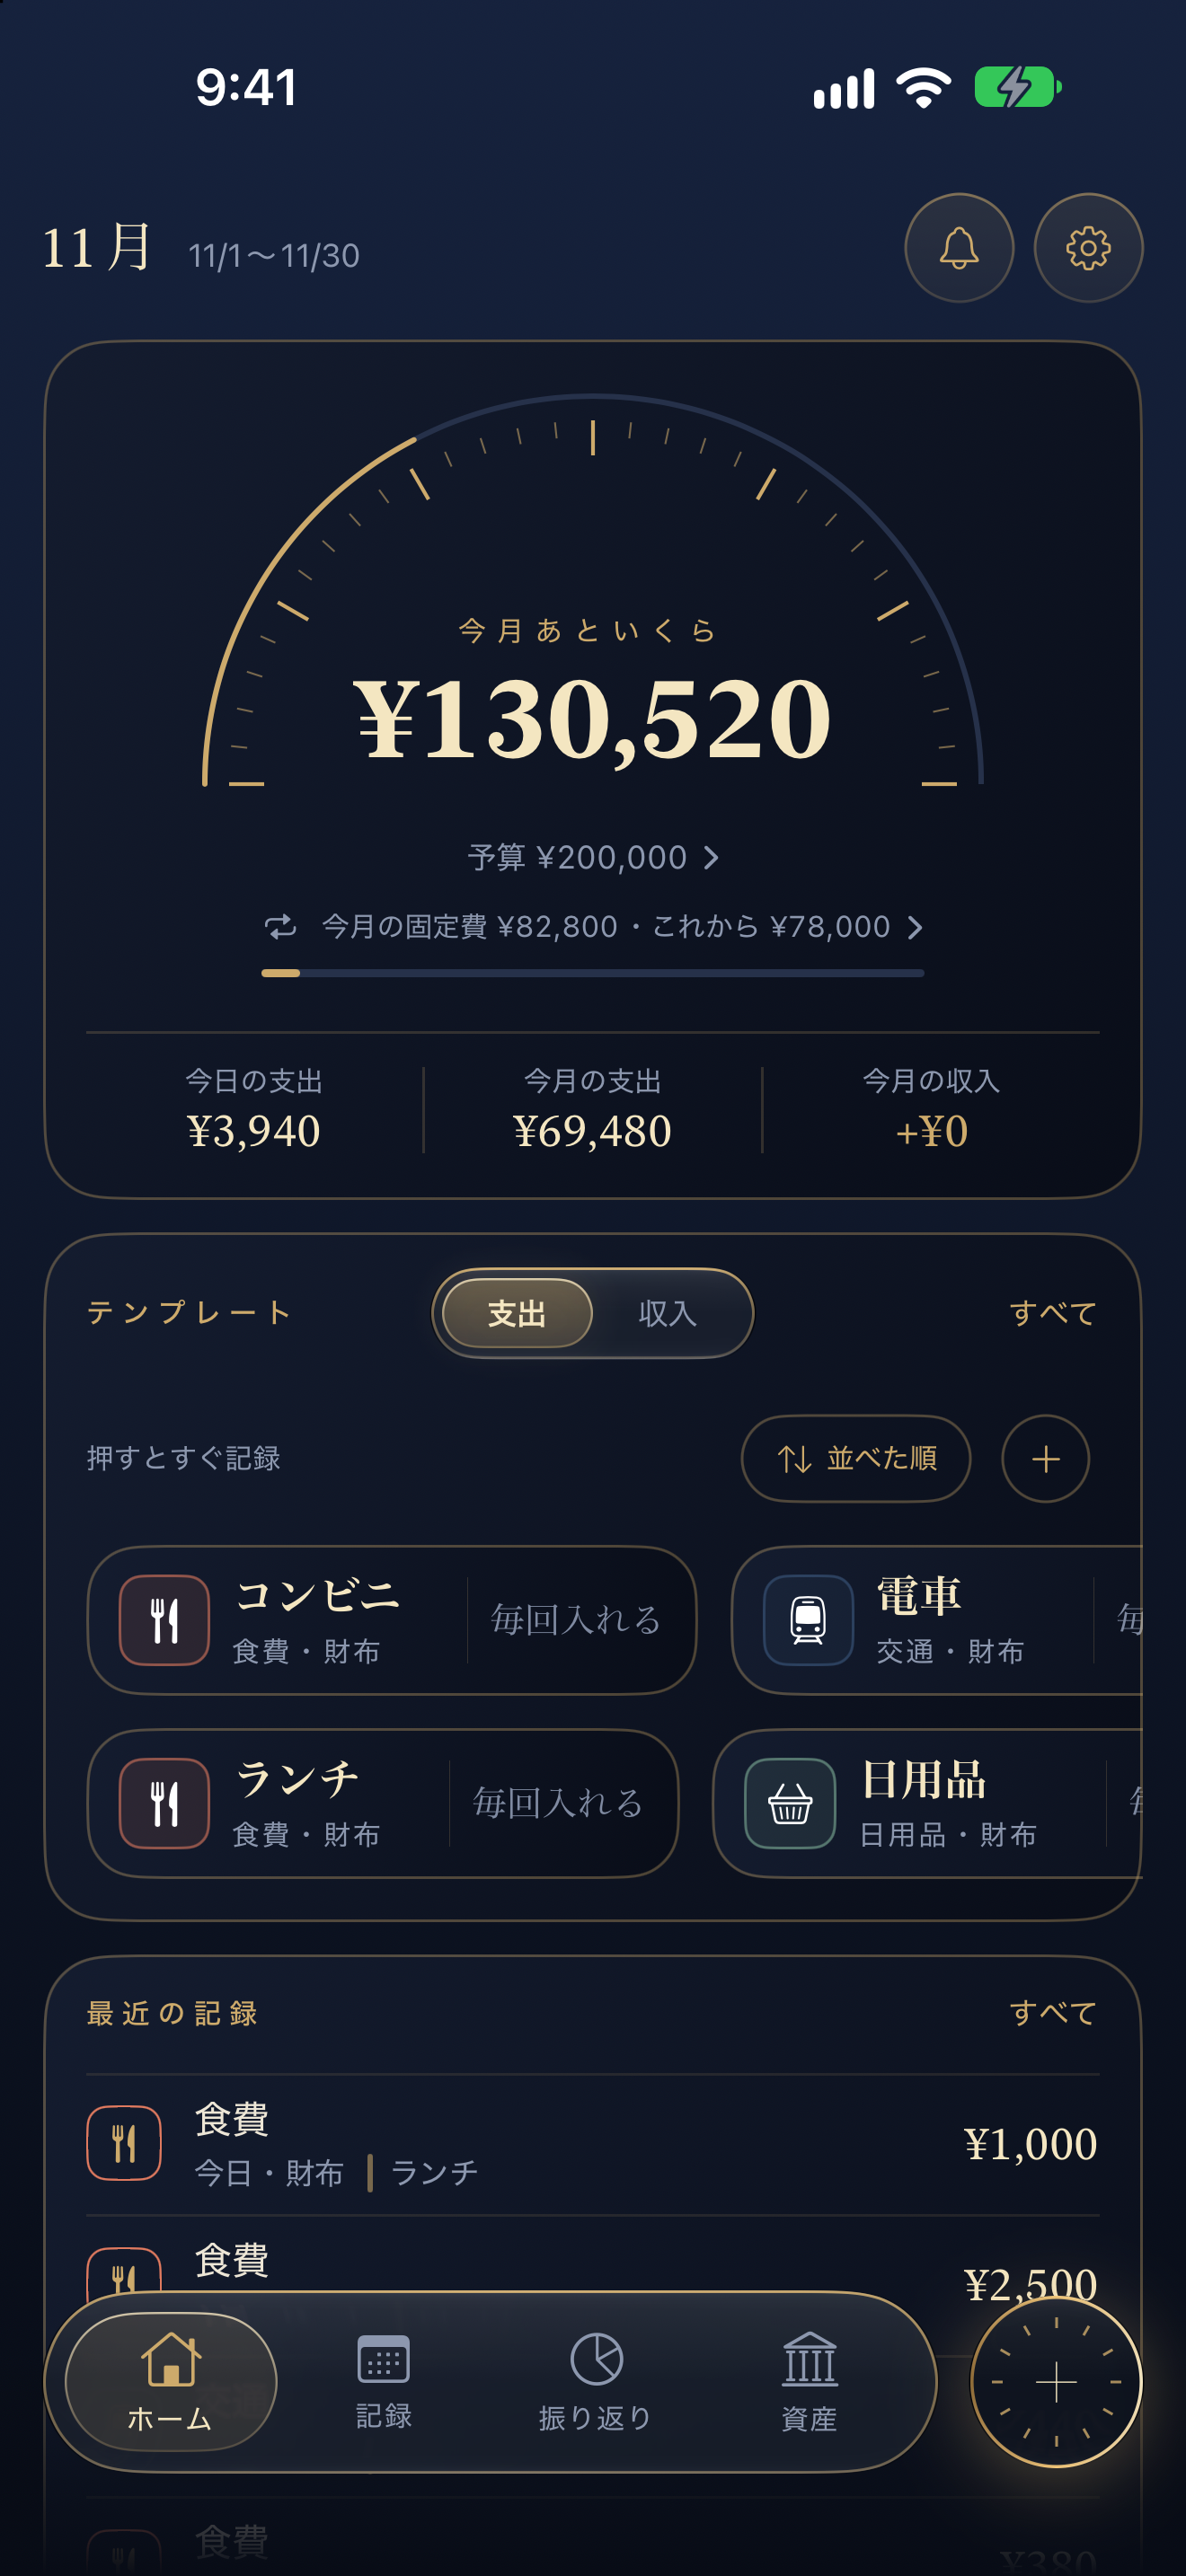 9:41
11月 11/1〜11/30
今月あといくら
¥130,520
予算 ¥200,000
今月の固定費 ¥82,800・これから ¥78,000
今日の支出 今月の支出 今月の収入
¥3,940 ¥69,480 +¥0
テンプレート 支出 収入 すべて
押すとすぐ記録 並べた順
コンビニ 毎回入れる 電車 毎
食費・財布 交通・財布
ランチ 毎回入れる 日用品
食費・財布 日用品・財布
最近の記録 すべて
食費 ¥1,000
今日・財布 ランチ
食費 ¥2,500
ホーム 記録 振り返り 資産
食費 ¥380